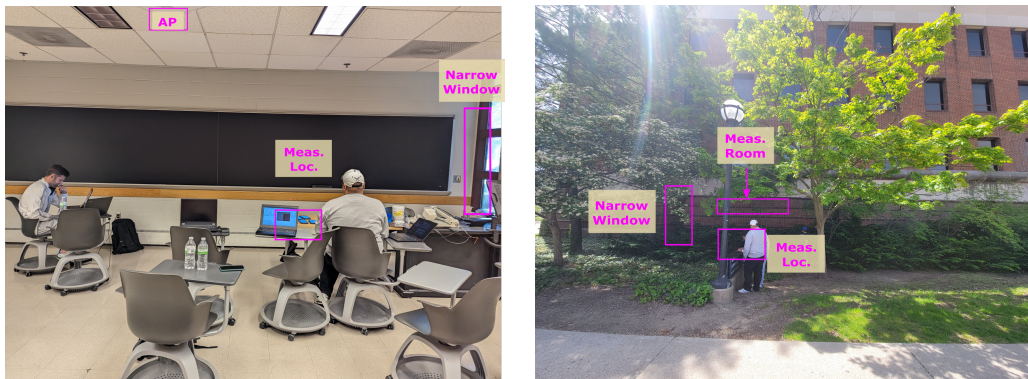 AP
Narrow
Window
Meas.
Loc.
Meas.
Room
Narrow
Window
Meas.
Loc.